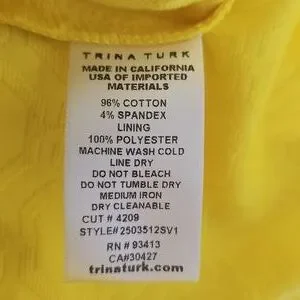 TRINA TURK
MADE IN CALIFORNIA
USA OF IMPORTED
MATERIALS
96% COTTON
4% SPANDEX
LINING
100% POLYESTER
MACHINE WASH COLD
LINE DRY
DO NOT BLEACH
DO NOT TUMBLE DRY
MEDIUM IRON
DRY CLEANABLE
CUT # 4209
STYLE# 2503512SV1
RN # 93413
CA#30427
trinaturk.com